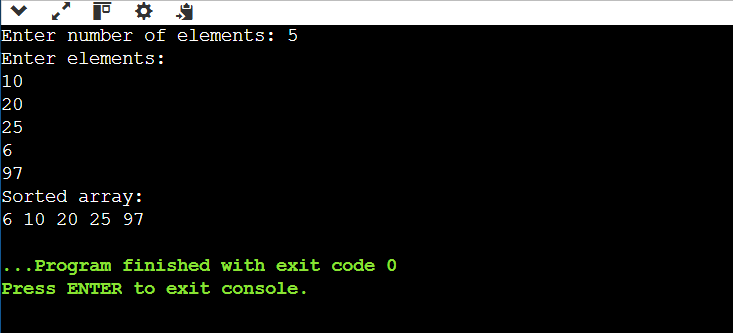 Enter number of elements: 5
Enter elements:
10
20
25
6
97
Sorted array:
6 10 20 25 97
...Program finished with exit code 0
Press ENTER to exit console.